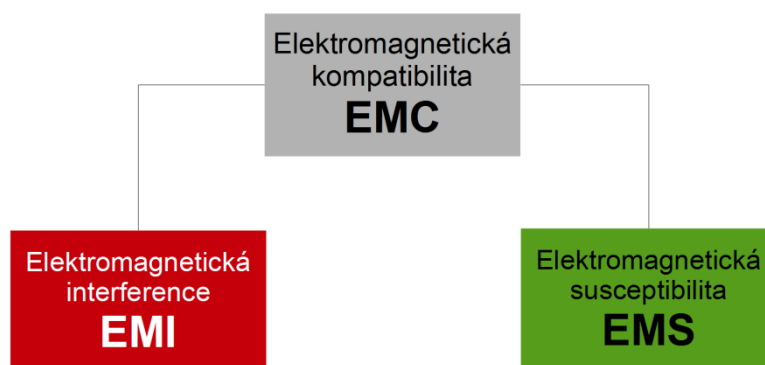 Elektromagnetická
kompatibilita
EMC
Elektromagnetická
interference
EMI
Elektromagnetická
susceptibilita
EMS